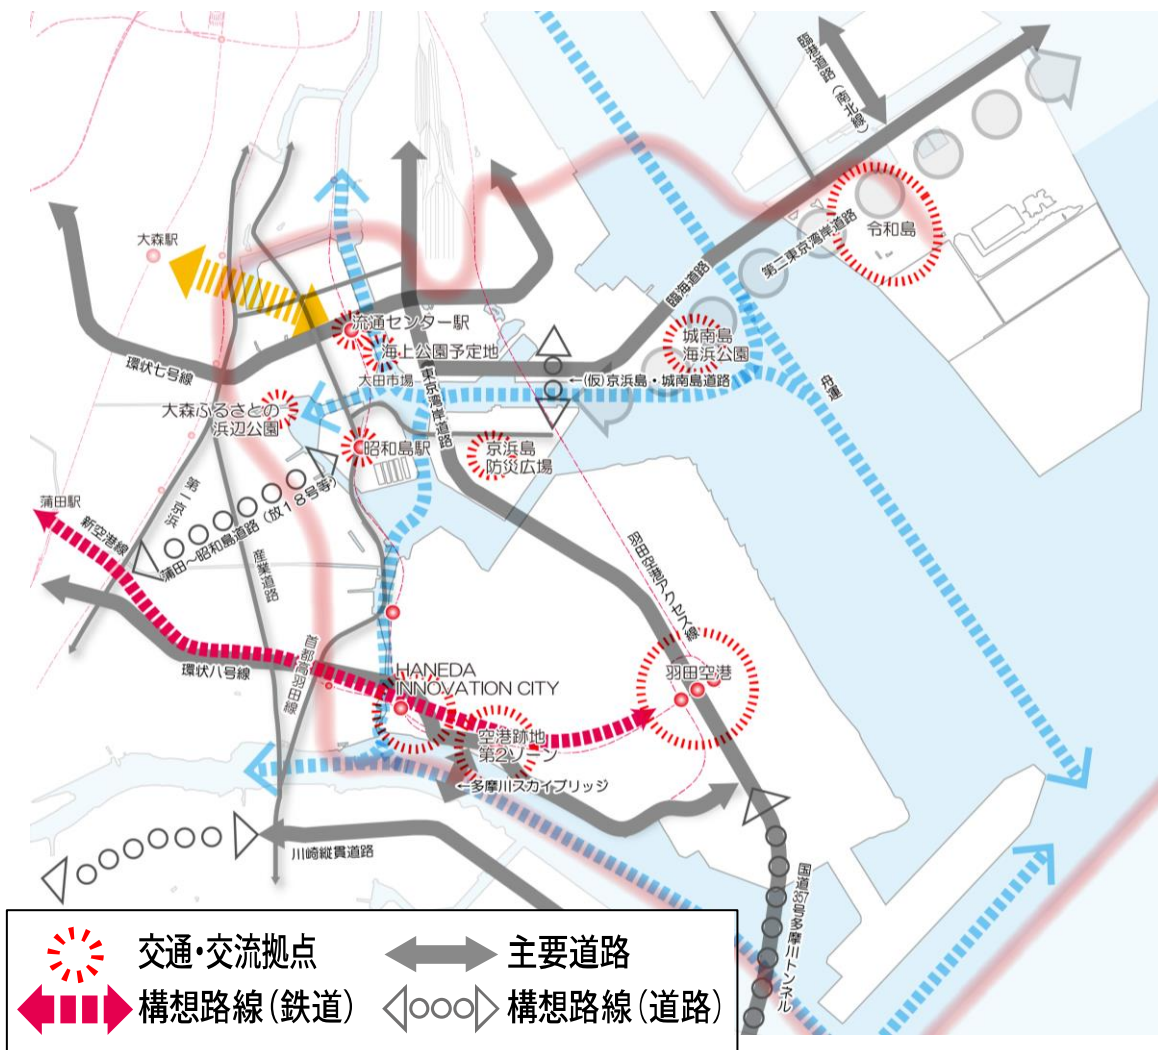 臨港道路(南北線)
大森駅
令和島
第二東京湾岸道路
臨海道路
流通センター駅
城南島
海浜公園
海上公園予定地
環状七号線
大田市場
←(仮)京浜島・城南島道路
東京湾岸道路
舟運
大森ふるさとの
浜辺公園
昭和島駅
京浜島
防災広場
蒲田駅
第一京浜
蒲田~昭和島道路(放18号等)
新空港線
産業道路
羽田空港アクセス線
首都高羽田線
環状八号線
HANEDA
INNOVATION CITY
羽田空港
空港跡地
第2ゾーン
←多摩川スカイブリッジ
川崎縦貫道路
国道357号多摩川トンネル
交通・交流拠点
主要道路
構想路線(鉄道)
構想路線(道路)